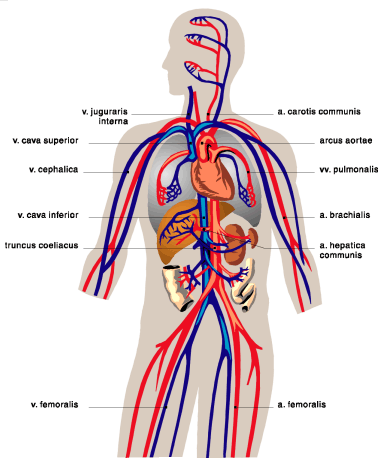 v. juguraris
interna
a. carotis communis
v. cava superior
arcus aortae
v. cephalica
vv. pulmonalis
v. cava inferior
a. brachialis
truncus coeliacus
a. hepatica
communis
v. femoralis
a. femoralis